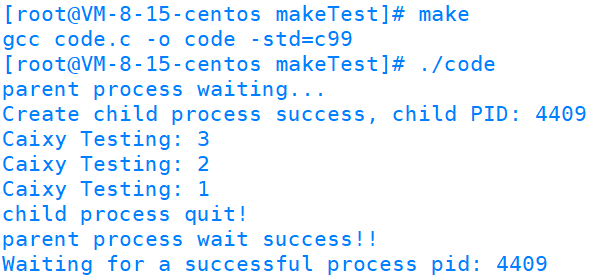 [root@VM-8-15-centos makeTest]# make
gcc code.c -o code -std=c99
[root@VM-8-15-centos makeTest]# ./code
parent process waiting...
Create child process success, child PID: 4409
Caixy Testing: 3
Caixy Testing: 2
Caixy Testing: 1
child process quit!
parent process wait success!!
Waiting for a successful process pid: 4409